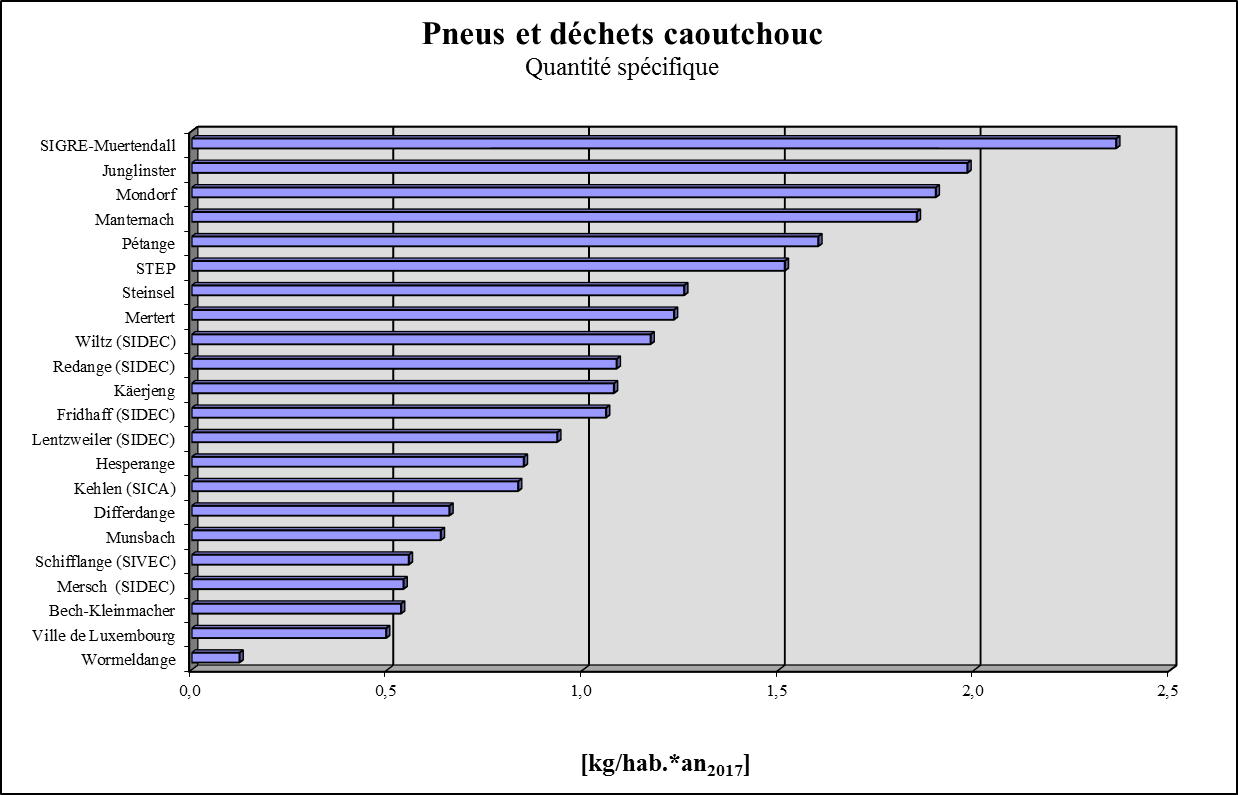 Pneus et déchets caoutchouc
Quantité spécifique
SIGRE-Muertendall
Junglinster
Mondorf
Manternach
Pétange
STEP
Steinsel
Mertert
Wiltz (SIDEC)
Redange (SIDEC)
Käerjeng
Fridhaff (SIDEC)
Lentzweiler (SIDEC)
Hesperange
Kehlen (SICA)
Differdange
Munsbach
Schifflange (SIVEC)
Mersch (SIDEC)
Bech-Kleinmacher
Ville de Luxembourg
Wormeldange
0,0 0,5 1,0 1,5 2,0 2,5
[kg/hab.*an2017]